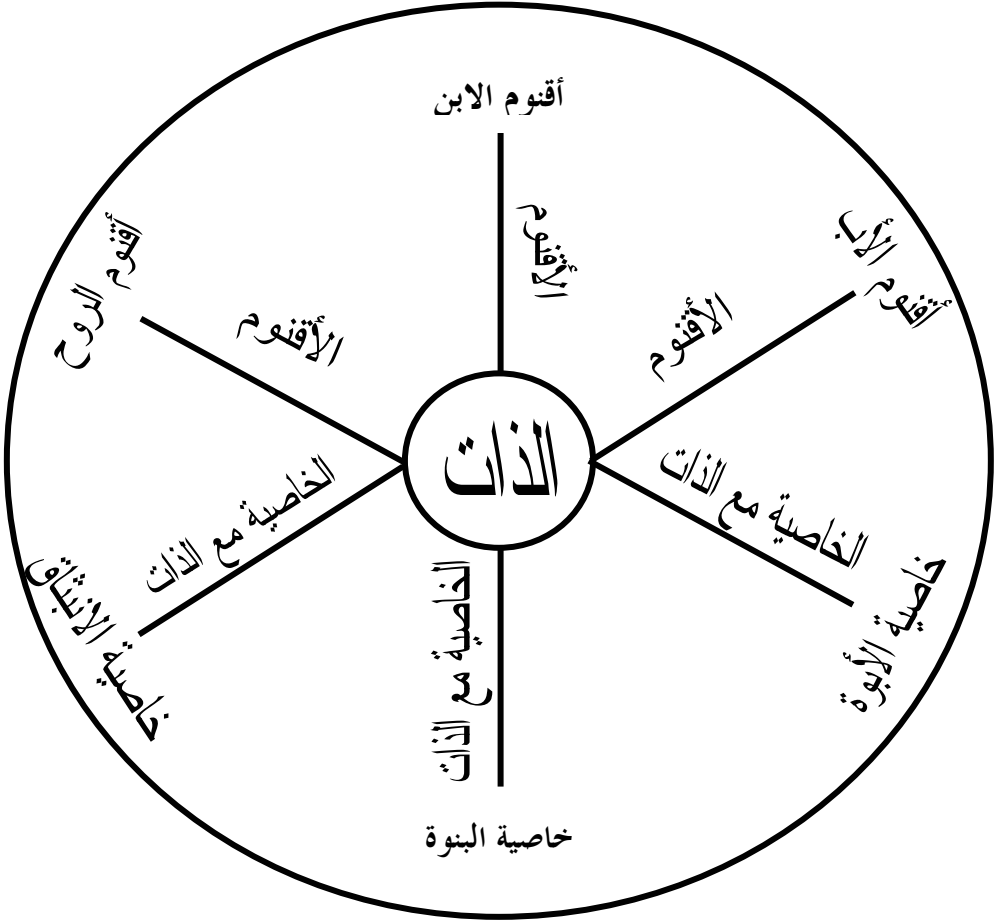 أقنوم الابن
الأقنوم
أقنوم الأب
الأقنوم
أقنوم الروح
الأقنوم
الذات
الخاصية مع الذات
خاصية الأبوة
الخاصية مع الذات
خاصية الانبثاق
الخاصية مع الذات
خاصية البنوة